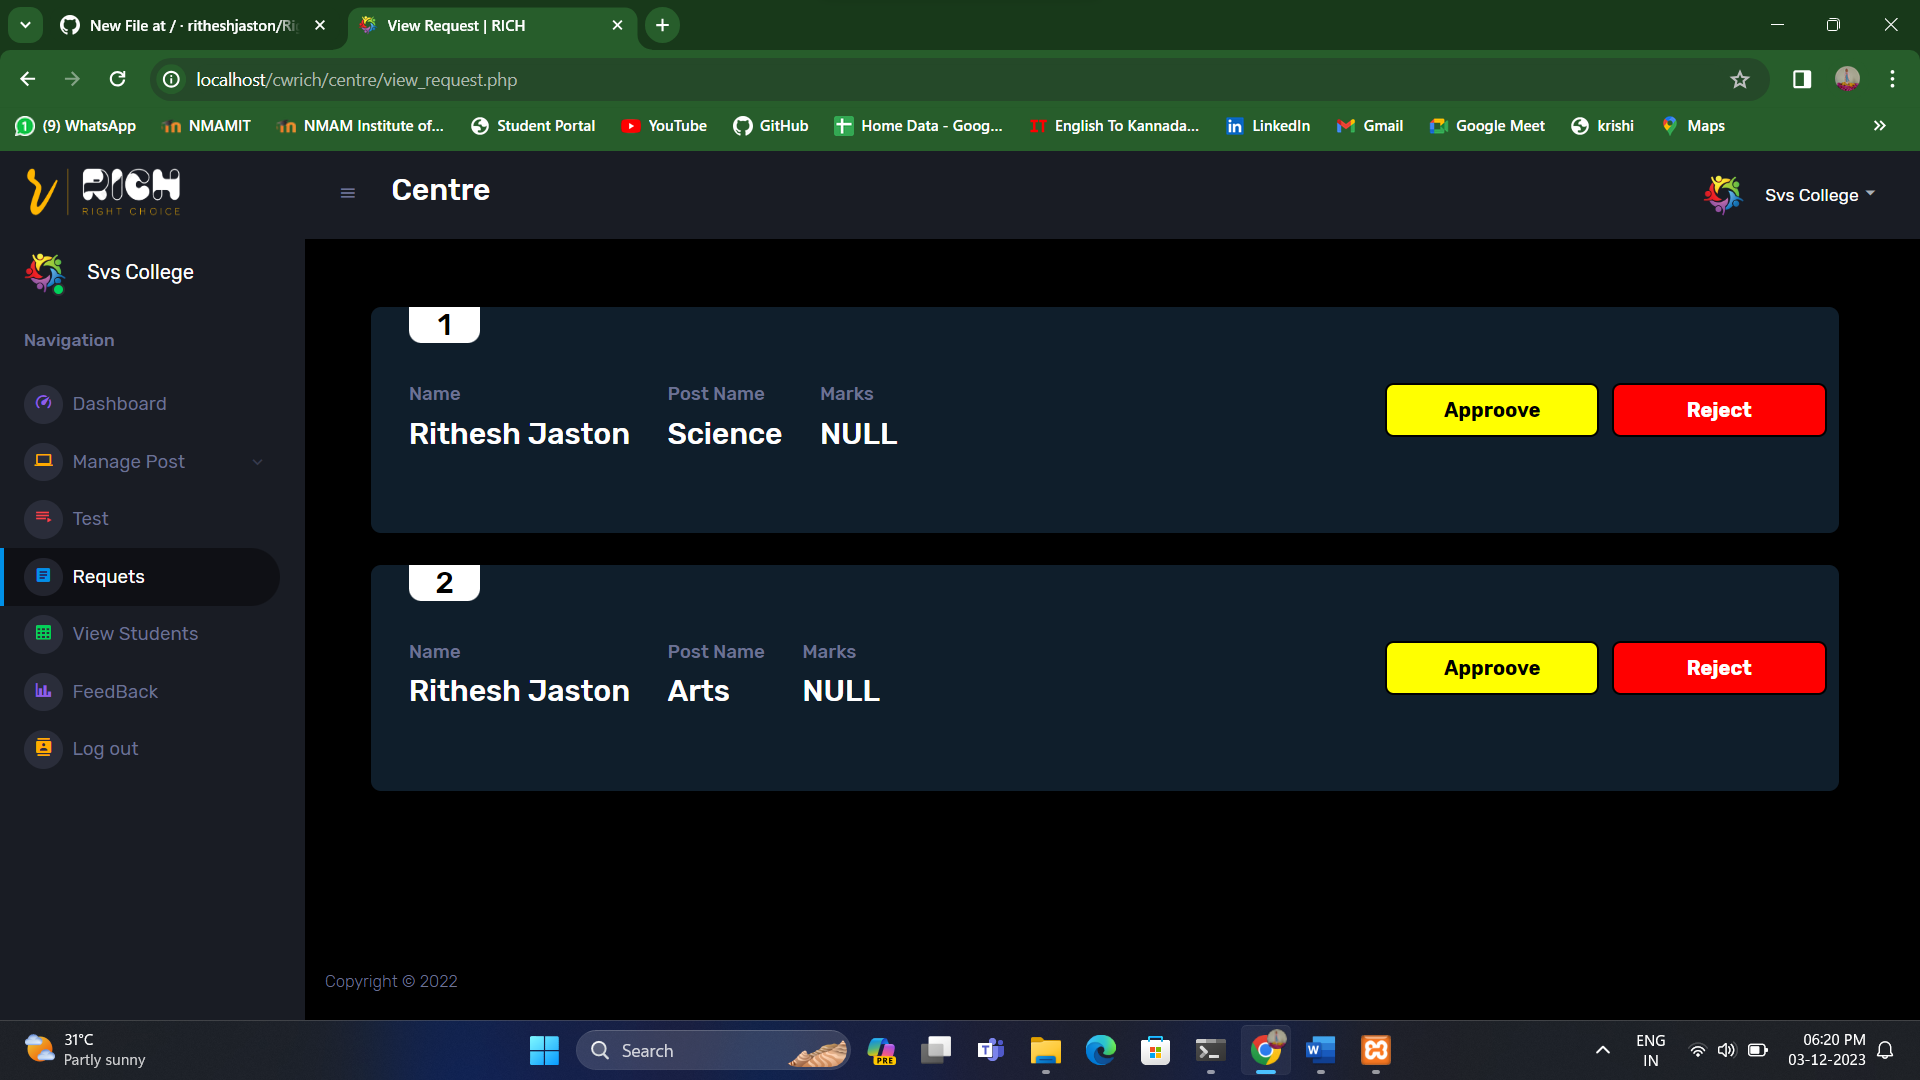 New File at / · ritheshjaston/Ri
View Request | RICH
localhost/cwrich/centre/view_request.php
(9) WhatsApp
NMAMIT
NMAM Institute of...
Student Portal
YouTube
GitHub
Home Data - Goog...
IT
English To Kannada...
LinkedIn
Gmail
Google Meet
krishi
Maps
RICH
RIGHT CHOICE
Centre
Svs College
Svs College
Navigation
Dashboard
Manage Post
Test
Requets
View Students
FeedBack
Log out
1
Name Post Name Marks
Rithesh Jaston Science NULL
Approove Reject
2
Name Post Name Marks
Rithesh Jaston Arts NULL
Approove Reject
Copyright © 2022
31°C
Partly sunny
Search
PRE
ENG
IN
06:20 PM
03-12-2023